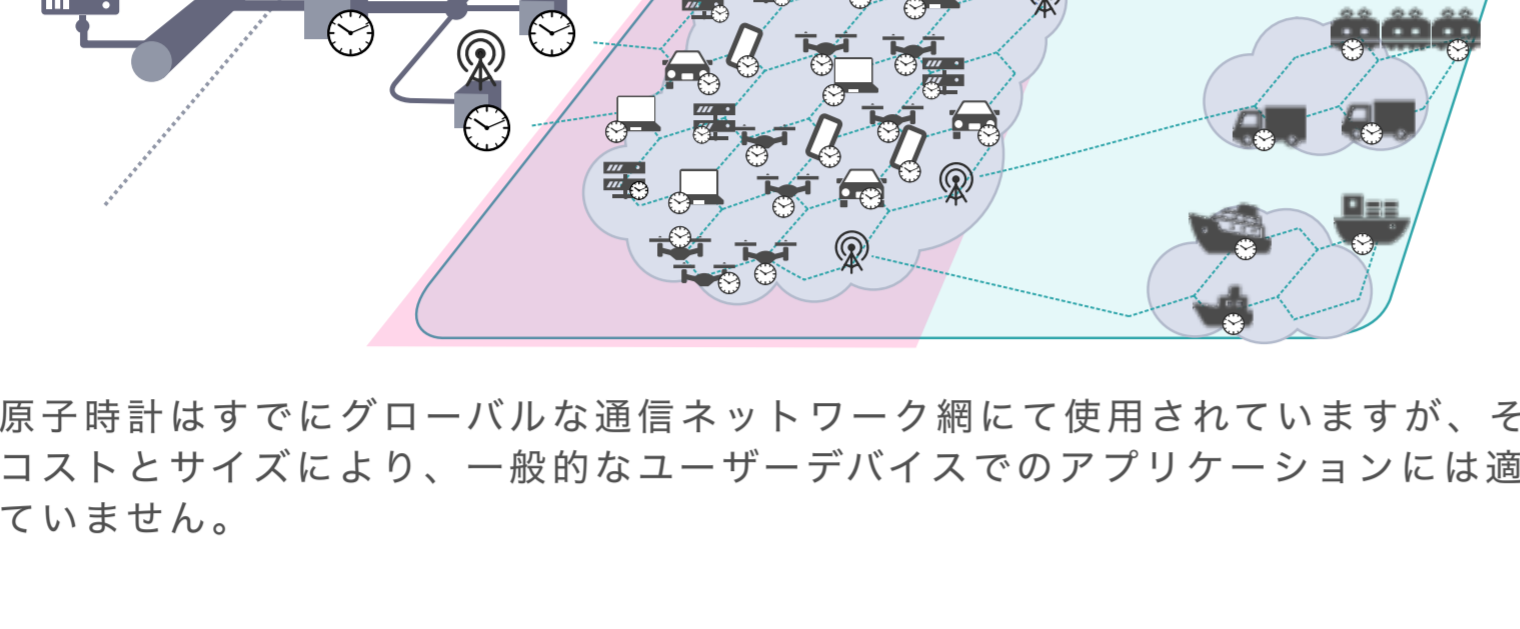 原子時計はすでにグローバルな通信ネットワーク網にて使用されていますが、そ
コストとサイズにより、一般的なユーザーデバイスでのアプリケーションには適
ていません。